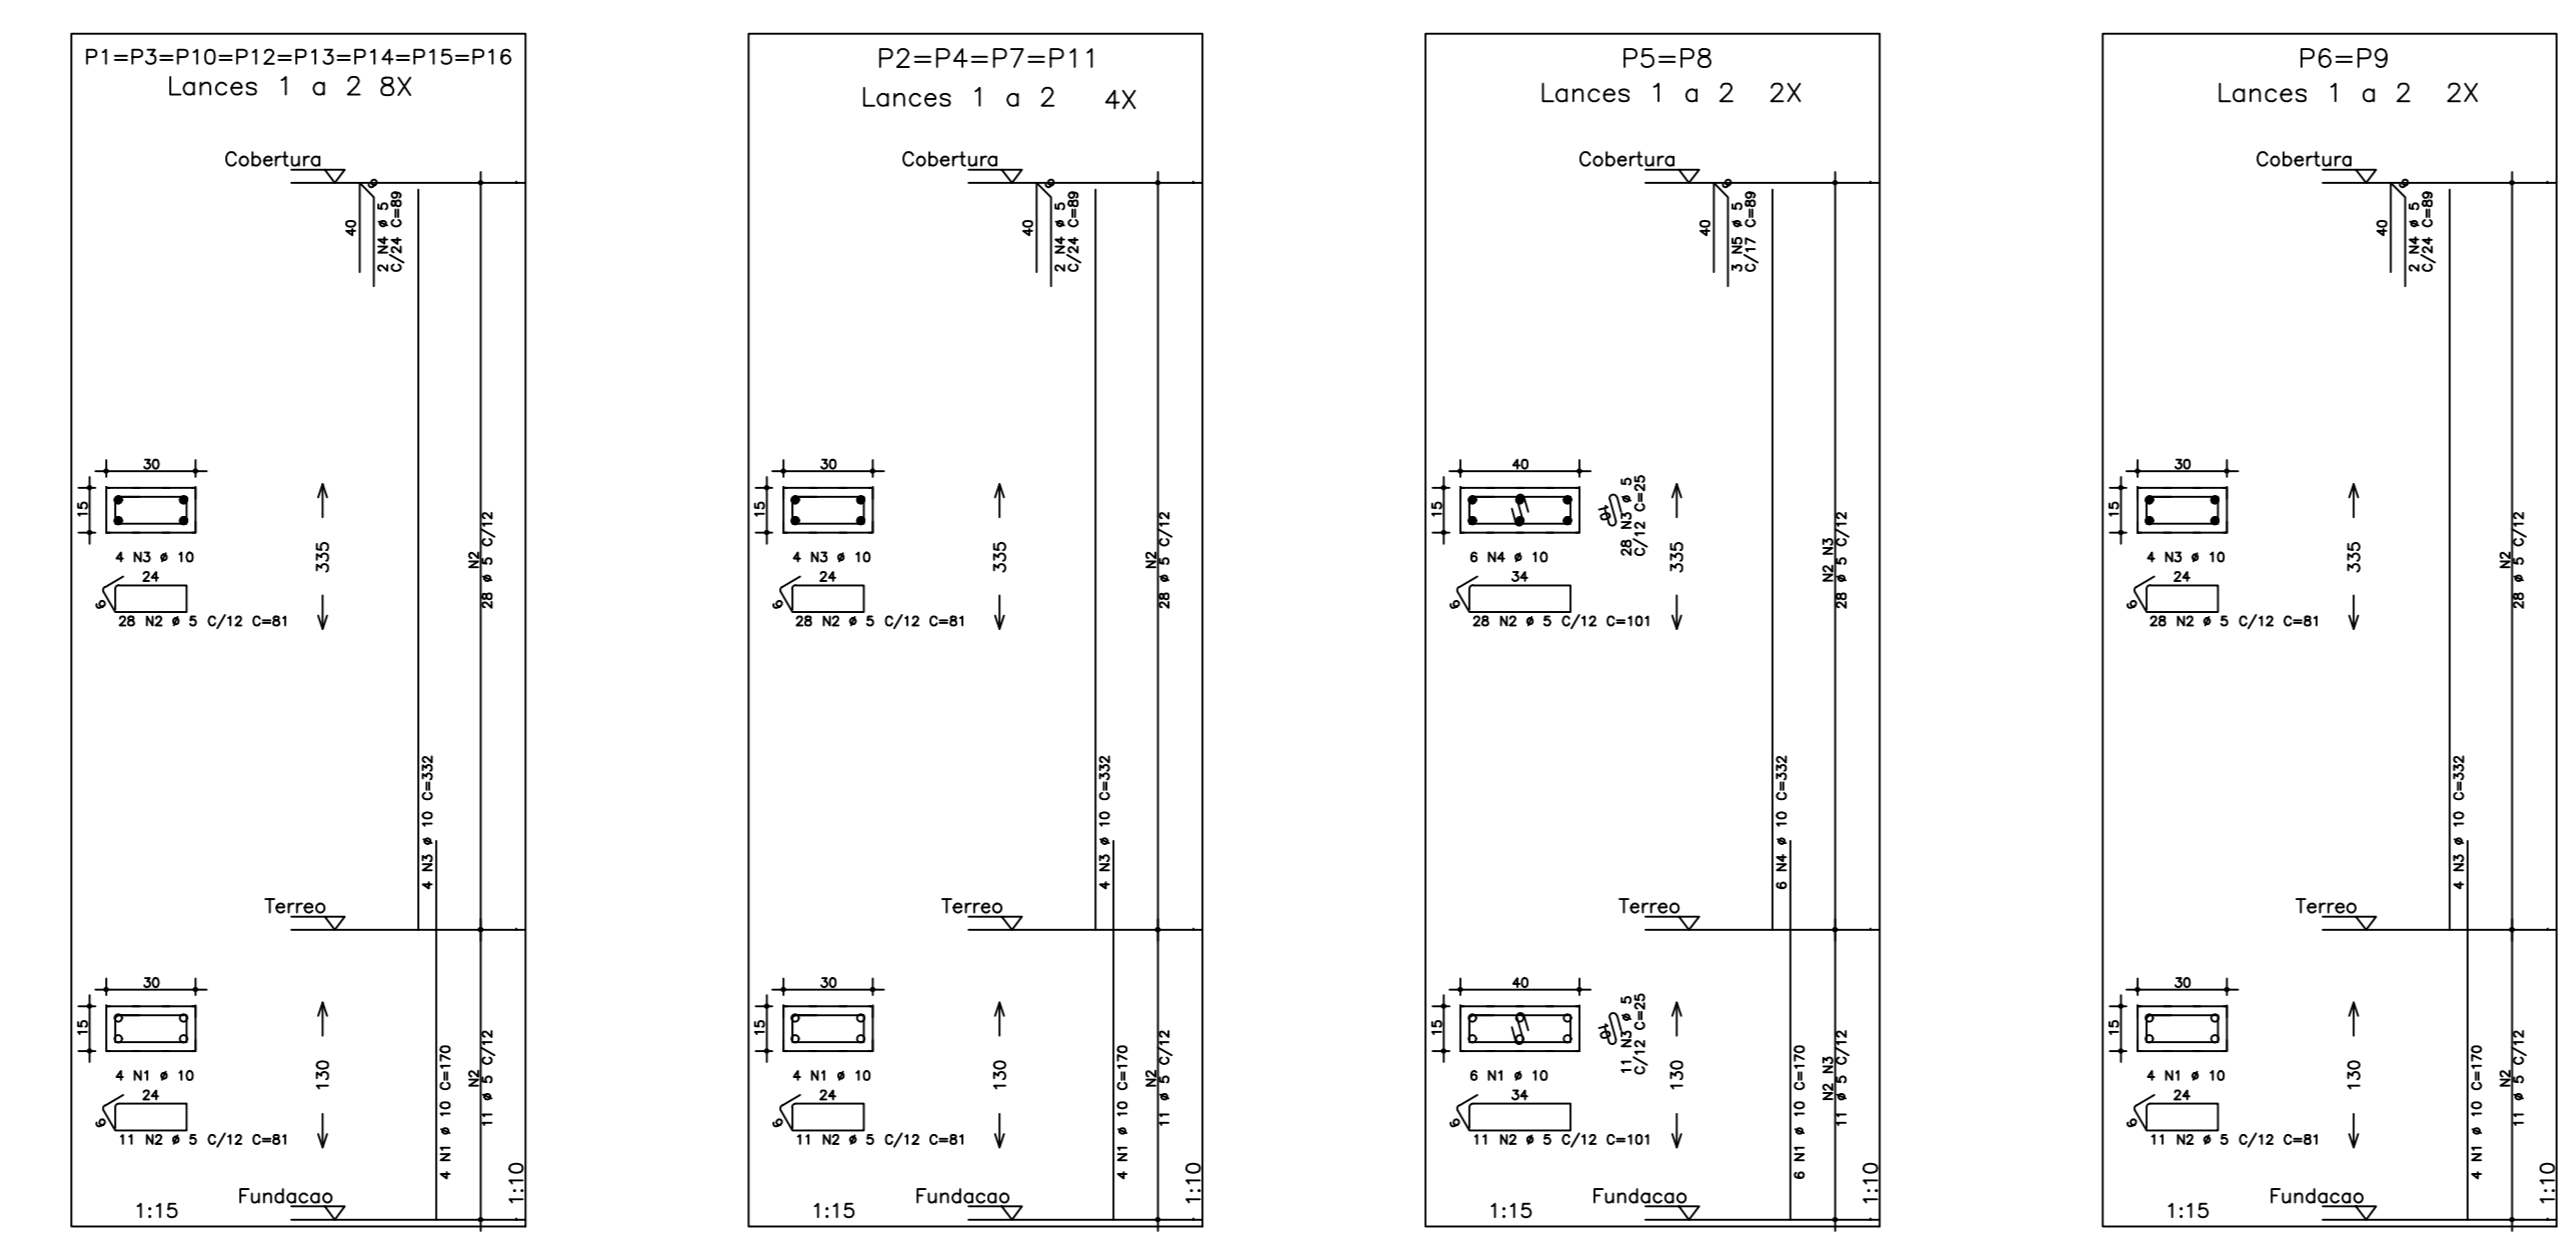 P1=P3=P10=P12=P13=P14=P15=P16
Lances 1 a 2 8X
Cobertura
40
2 N4 ø 5
C/24 C=89
30
15
4 N3 ø 10
24
6
28 N2 ø 5 C/12 C=81
335
N2
28 ø 5 C/12
4 N3 ø 10 C=332
Terreo
30
15
4 N1 ø 10
24
6
11 N2 ø 5 C/12 C=81
130
4 N1 ø 10 C=170
N2
11 ø 5 C/12
Fundacao
1:15
1:10
P2=P4=P7=P11
Lances 1 a 2 4X
Cobertura
40
2 N4 ø 5
C/24 C=89
30
15
4 N3 ø 10
24
6
28 N2 ø 5 C/12 C=81
335
N2
28 ø 5 C/12
4 N3 ø 10 C=332
Terreo
30
15
4 N1 ø 10
24
6
11 N2 ø 5 C/12 C=81
130
4 N1 ø 10 C=170
N2
11 ø 5 C/12
Fundacao
1:15
1:10
P5=P8
Lances 1 a 2 2X
Cobertura
40
3 N5 ø 5
C/17 C=89
40
15
10
28 N3 ø 5
C/12 C=25
6 N4 ø 10
34
6
28 N2 ø 5 C/12 C=101
335
N2 N3
28 ø 5 C/12
6 N4 ø 10 C=332
Terreo
40
15
10
11 N3 ø 5
C/12 C=25
6 N1 ø 10
34
6
11 N2 ø 5 C/12 C=101
130
6 N1 ø 10 C=170
N2 N3
11 ø 5 C/12
Fundacao
1:15
1:10
P6=P9
Lances 1 a 2 2X
Cobertura
40
2 N4 ø 5
C/24 C=89
30
15
4 N3 ø 10
24
6
28 N2 ø 5 C/12 C=81
335
N2
28 ø 5 C/12
4 N3 ø 10 C=332
Terreo
30
15
4 N1 ø 10
24
6
11 N2 ø 5 C/12 C=81
130
4 N1 ø 10 C=170
N2
11 ø 5 C/12
Fundacao
1:15
1:10